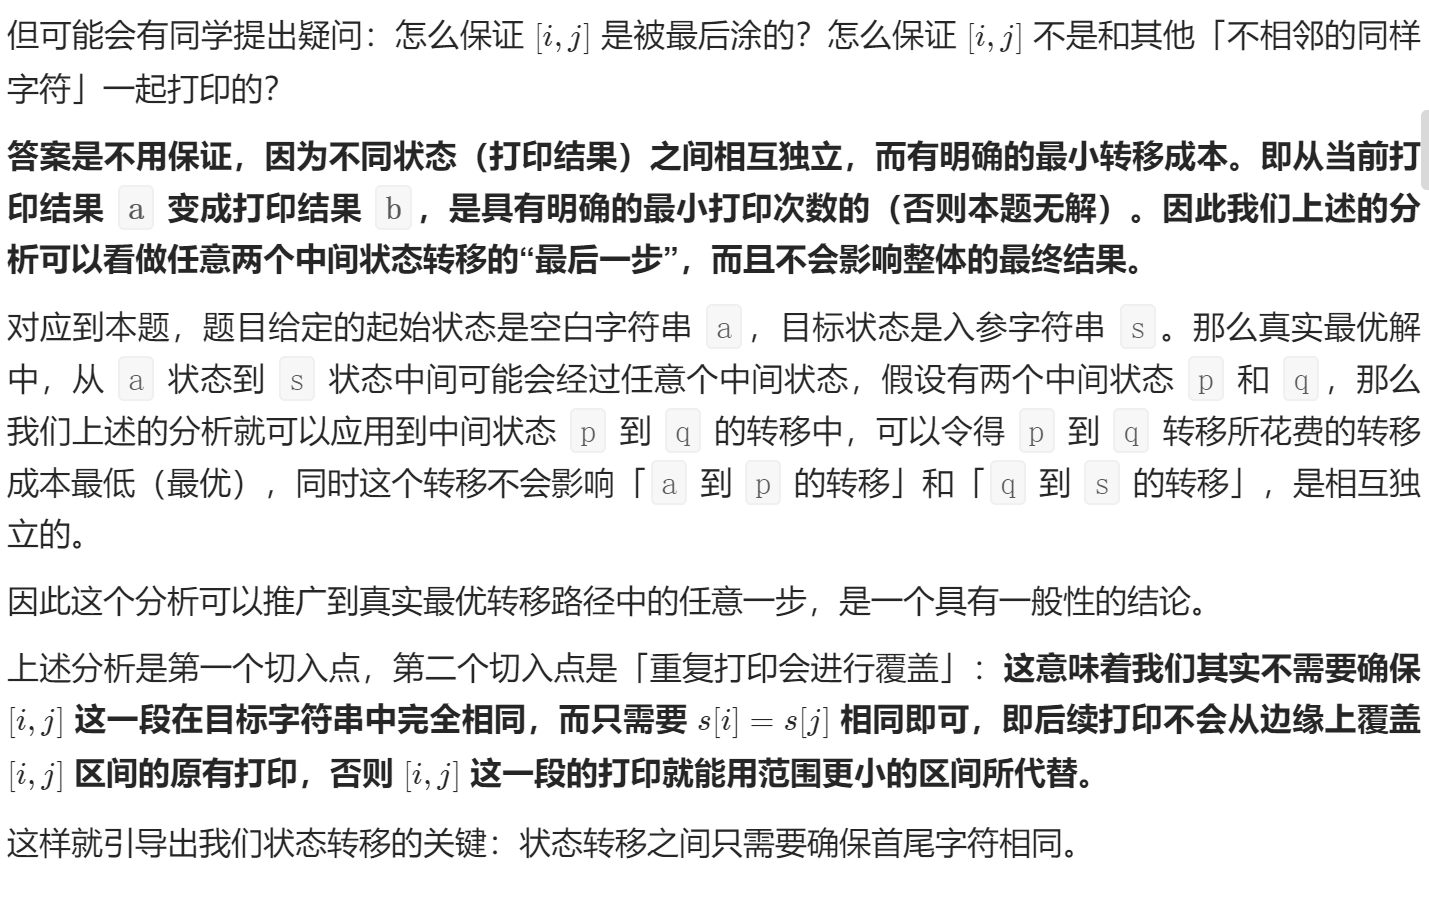 但可能会有同学提出疑问：怎么保证 [i, j] 是被最后涂的？怎么保证 [i, j] 不是和其他「不相邻的同样
字符」一起打印的？
答案是不用保证，因为不同状态（打印结果）之间相互独立，而有明确的最小转移成本。即从当前打
印结果 a 变成打印结果 b ，是具有明确的最小打印次数的（否则本题无解）。因此我们上述的分
析可以看做任意两个中间状态转移的“最后一步”，而且不会影响整体的最终结果。
对应到本题，题目给定的起始状态是空白字符串 a ，目标状态是入参字符串 s 。那么真实最优解
中，从 a 状态到 s 状态中间可能会经过任意个中间状态，假设有两个中间状态 p 和 q ，那么
我们上述的分析就可以应用到中间状态 p 到 q 的转移中，可以令得 p 到 q 转移所花费的转移
成本最低（最优），同时这个转移不会影响「 a 到 p 的转移」和「 q 到 s 的转移」，是相互独
立的。
因此这个分析可以推广到真实最优转移路径中的任意一步，是一个具有一般性的结论。
上述分析是第一个切入点，第二个切入点是「重复打印会进行覆盖」：这意味着我们其实不需要确保
[i, j] 这一段在目标字符串中完全相同，而只需要 s[i] = s[j] 相同即可，即后续打印不会从边缘上覆盖
[i, j] 区间的原有打印，否则 [i, j] 这一段的打印就能用范围更小的区间所代替。
这样就引导出我们状态转移的关键：状态转移之间只需要确保首尾字符相同。